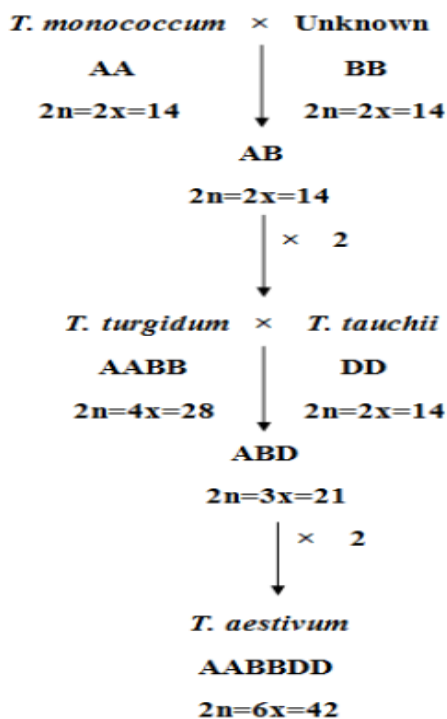 T. monococcum × Unknown
AA BB
2n=2x=14 2n=2x=14
AB
2n=2x=14
× 2
T. turgidum × T. tauchii
AABB DD
2n=4x=28 2n=2x=14
ABD
2n=3x=21
× 2
T. aestivum
AABBDD
2n=6x=42